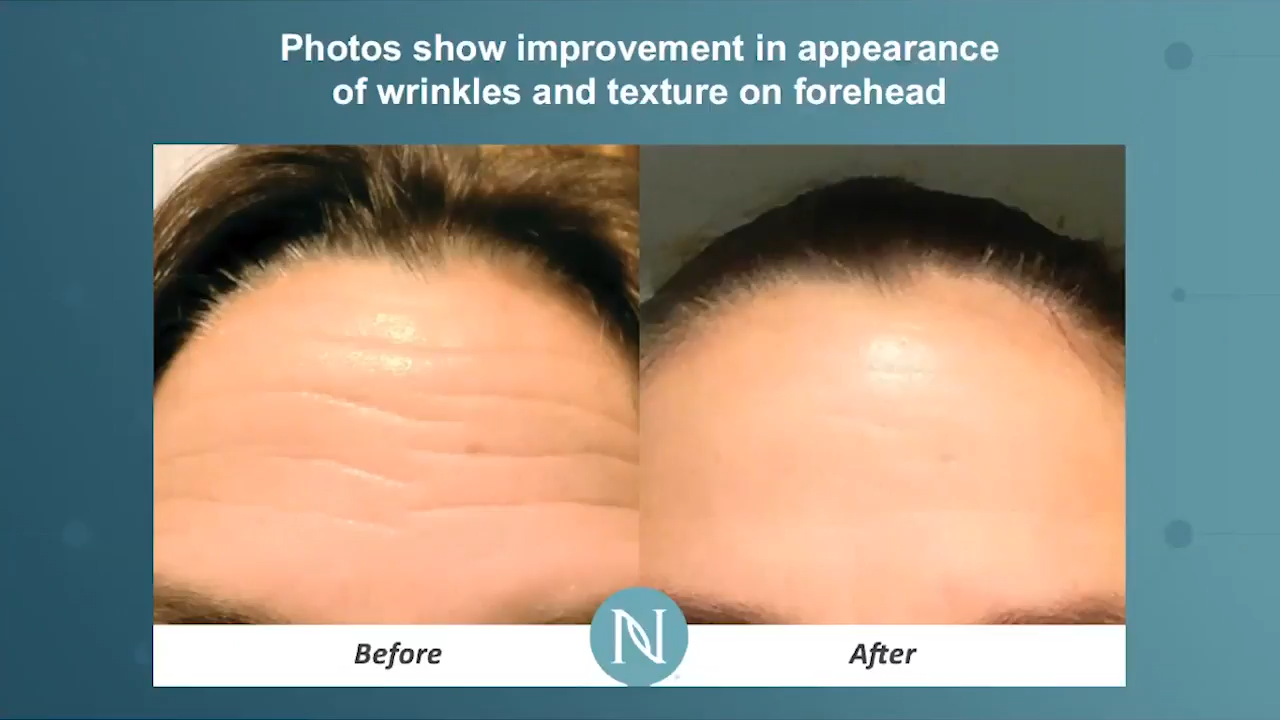 Photos show improvement in appearance
of wrinkles and texture on forehead
N
Before
After